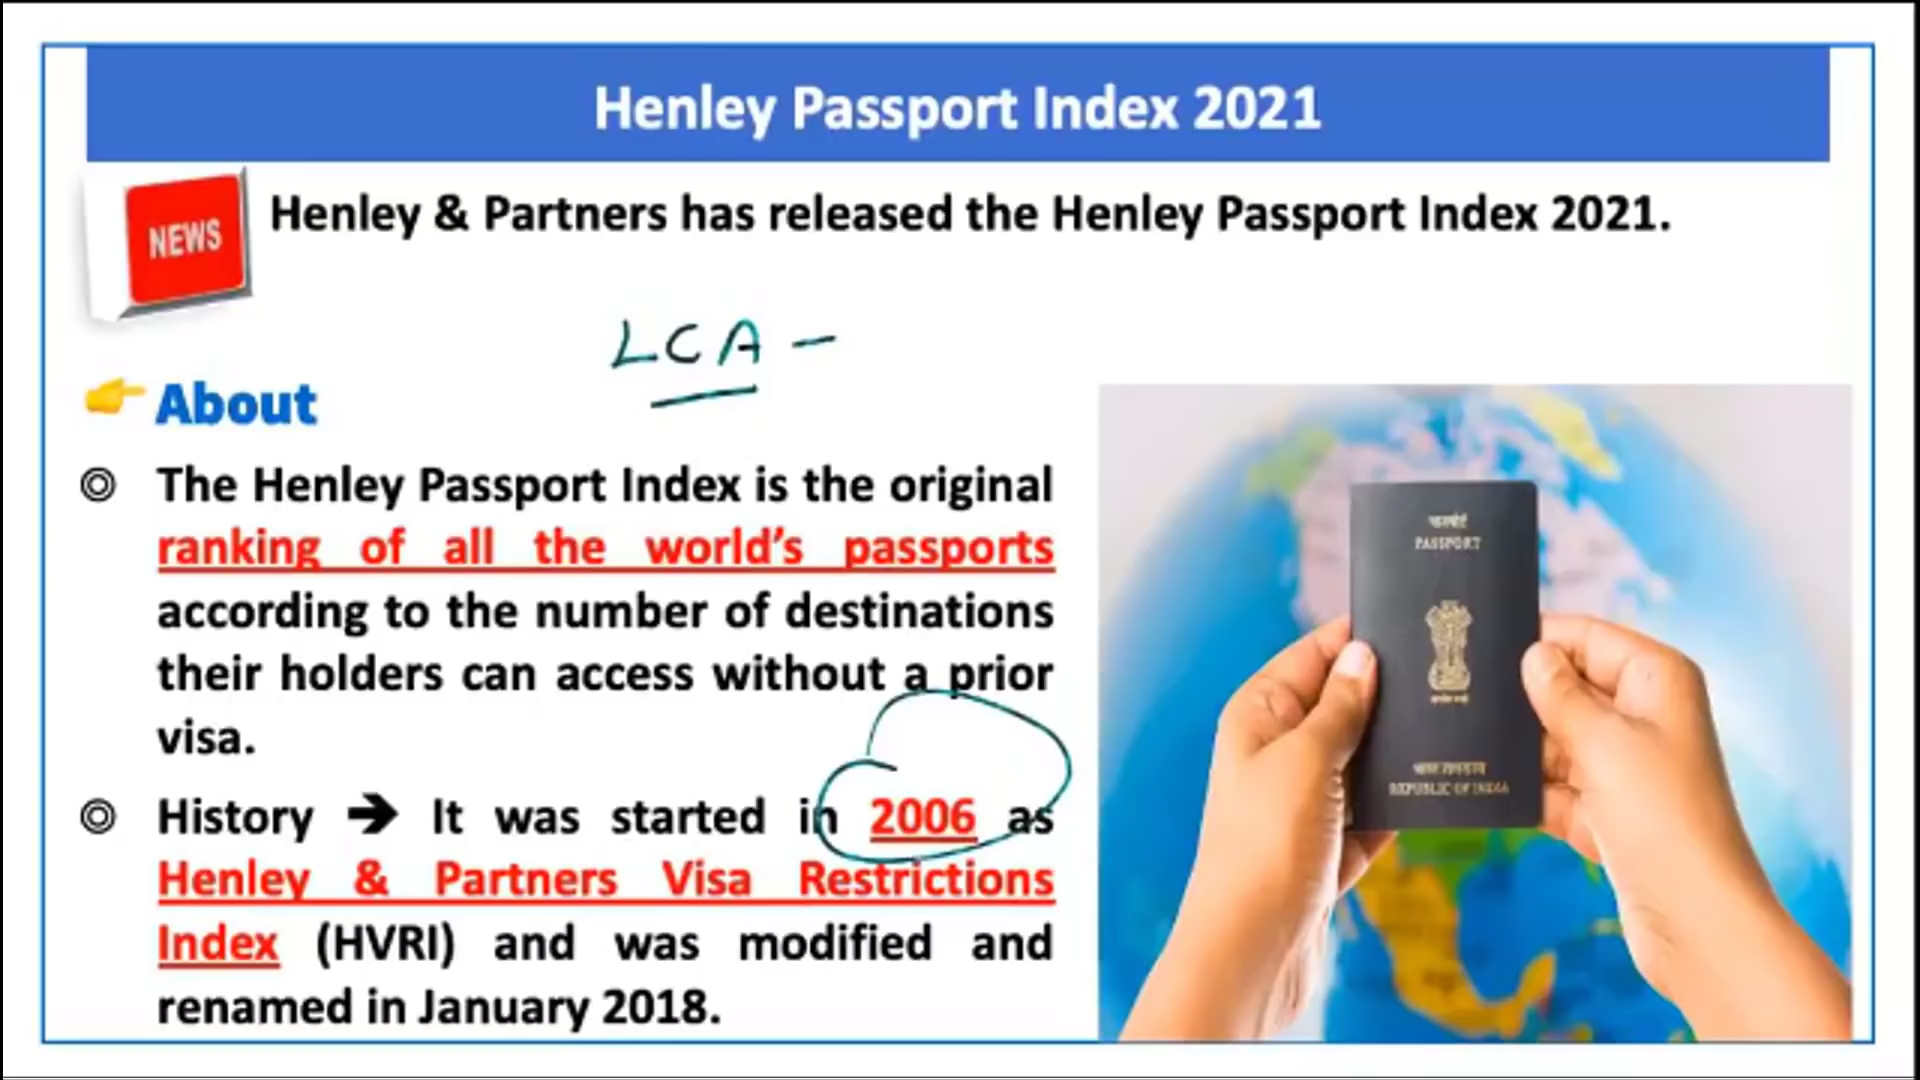 Henley Passport Index 2021
NEWS
Henley & Partners has released the Henley Passport Index 2021.
LCA –
About
The Henley Passport Index is the original
ranking of all the world's passports
according to the number of destinations
their holders can access without a prior
visa.
History ➔ It was started in 2006 as
Henley & Partners Visa Restrictions
Index (HVRI) and was modified and
renamed in January 2018.
PASSPORT
REPUBLIC OF INDIA